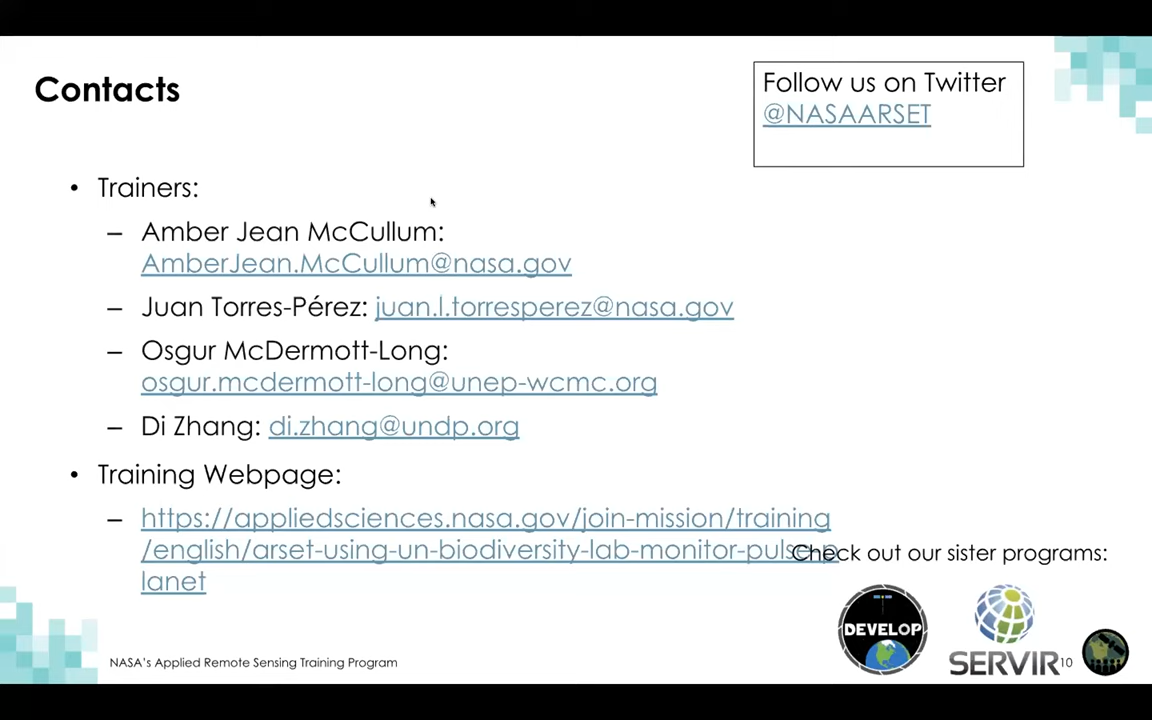 Contacts
Follow us on Twitter
@NASAARSET
• Trainers:
– Amber Jean McCullum:
AmberJean.McCullum@nasa.gov
– Juan Torres-Pérez: juan.l.torresperez@nasa.gov
– Osgur McDermott-Long:
osgur.mcdermott-long@unep-wcmc.org
– Di Zhang: di.zhang@undp.org
• Training Webpage:
– https://appliedsciences.nasa.gov/join-mission/training
/english/arset-using-un-biodiversity-lab-monitor-pulse-p
lanet
Check out our sister programs:
DEVELOP
SERVIR
NASA's Applied Remote Sensing Training Program
10